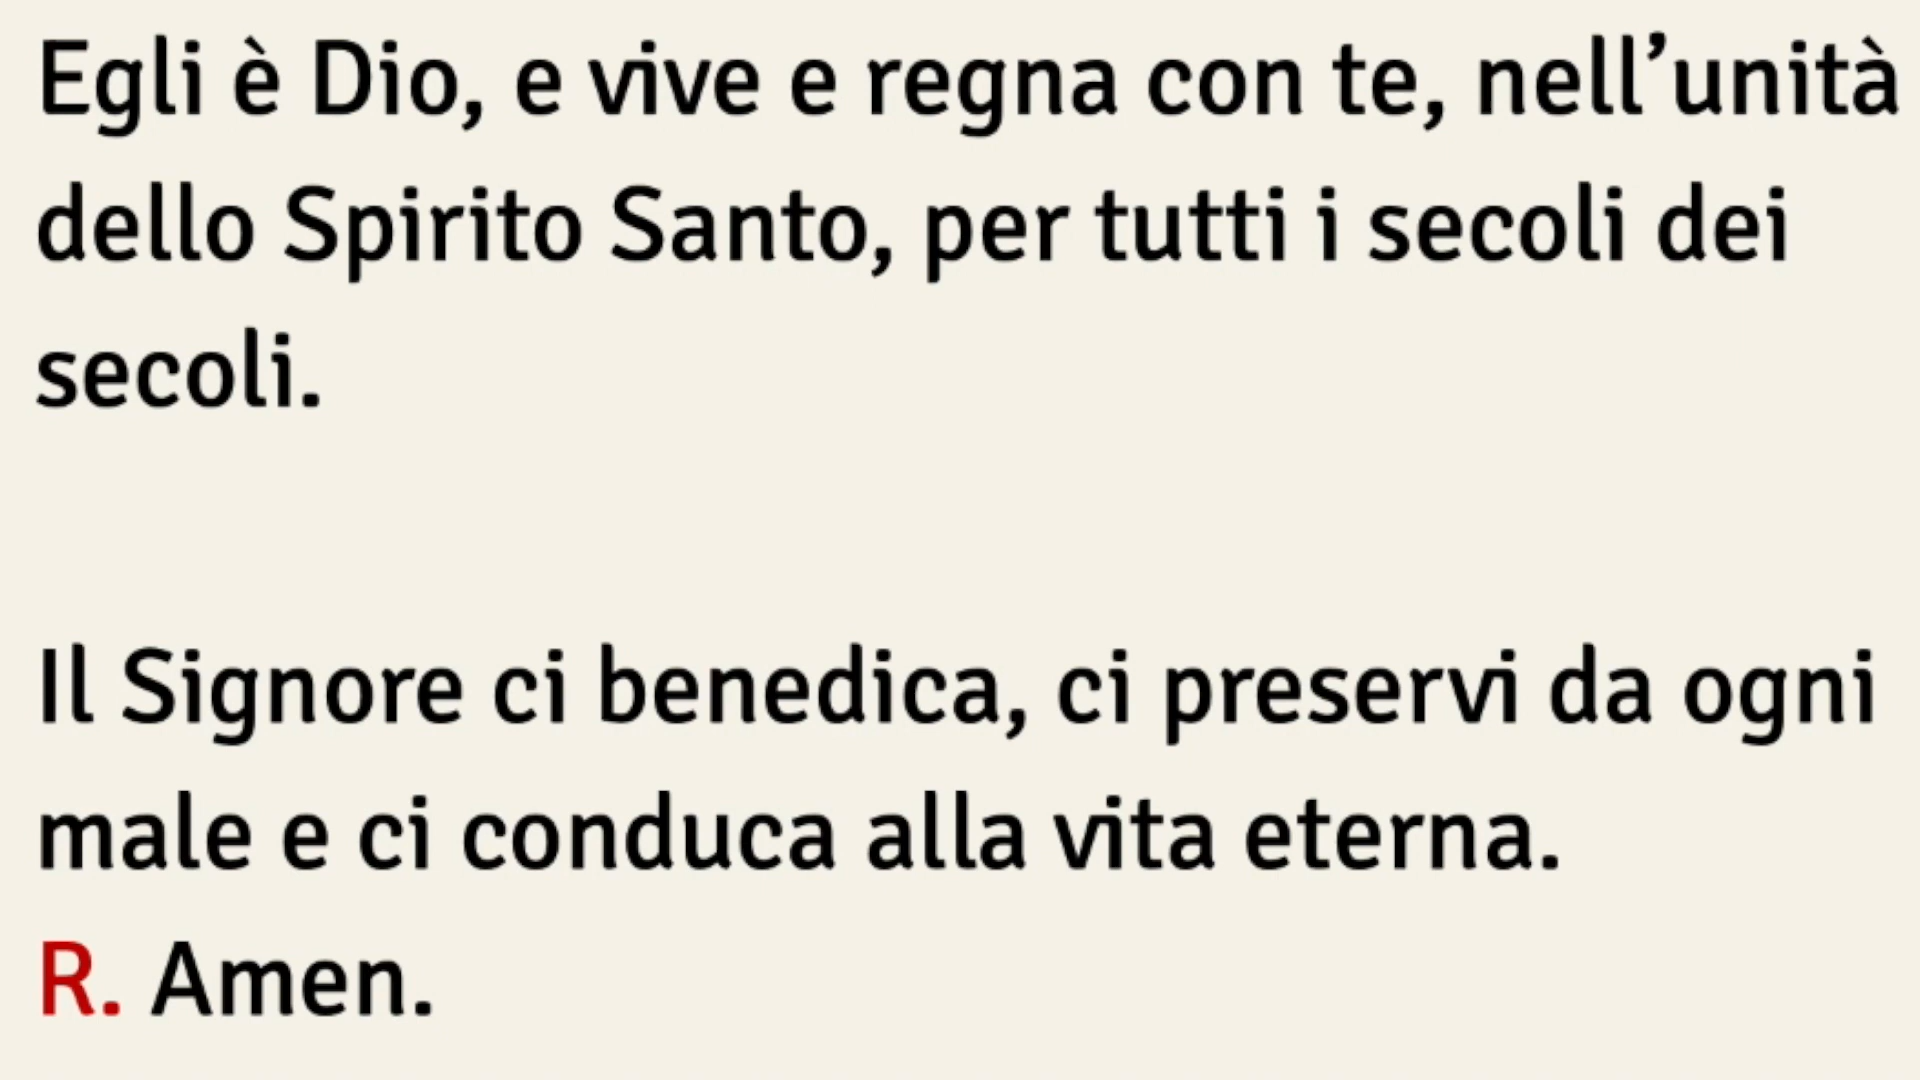 Egli è Dio, e vive e regna con te, nell’unità
dello Spirito Santo, per tutti i secoli dei
secoli.
Il Signore ci benedica, ci preservi da ogni
male e ci conduca alla vita eterna.
R. Amen.